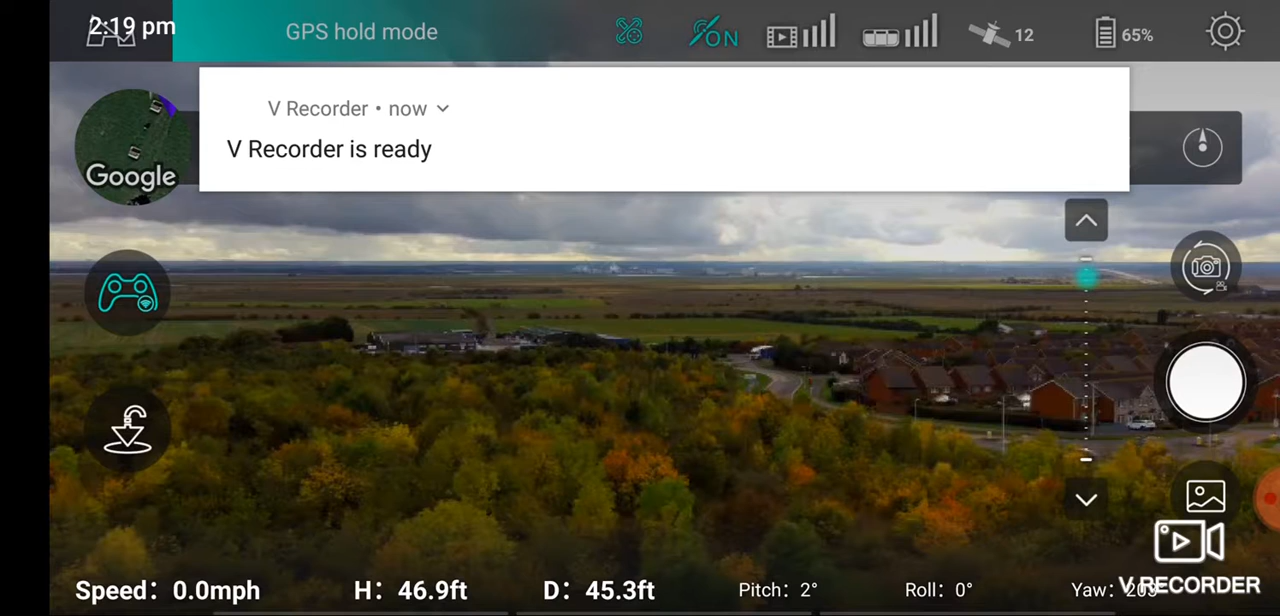 2:19 pm
GPS hold mode
ON
12
65%
V Recorder • now
V Recorder is ready
Google
Speed: 0.0mph
H: 46.9ft
D: 45.3ft
Pitch: 2°
Roll: 0°
Yaw:
V RECORDER